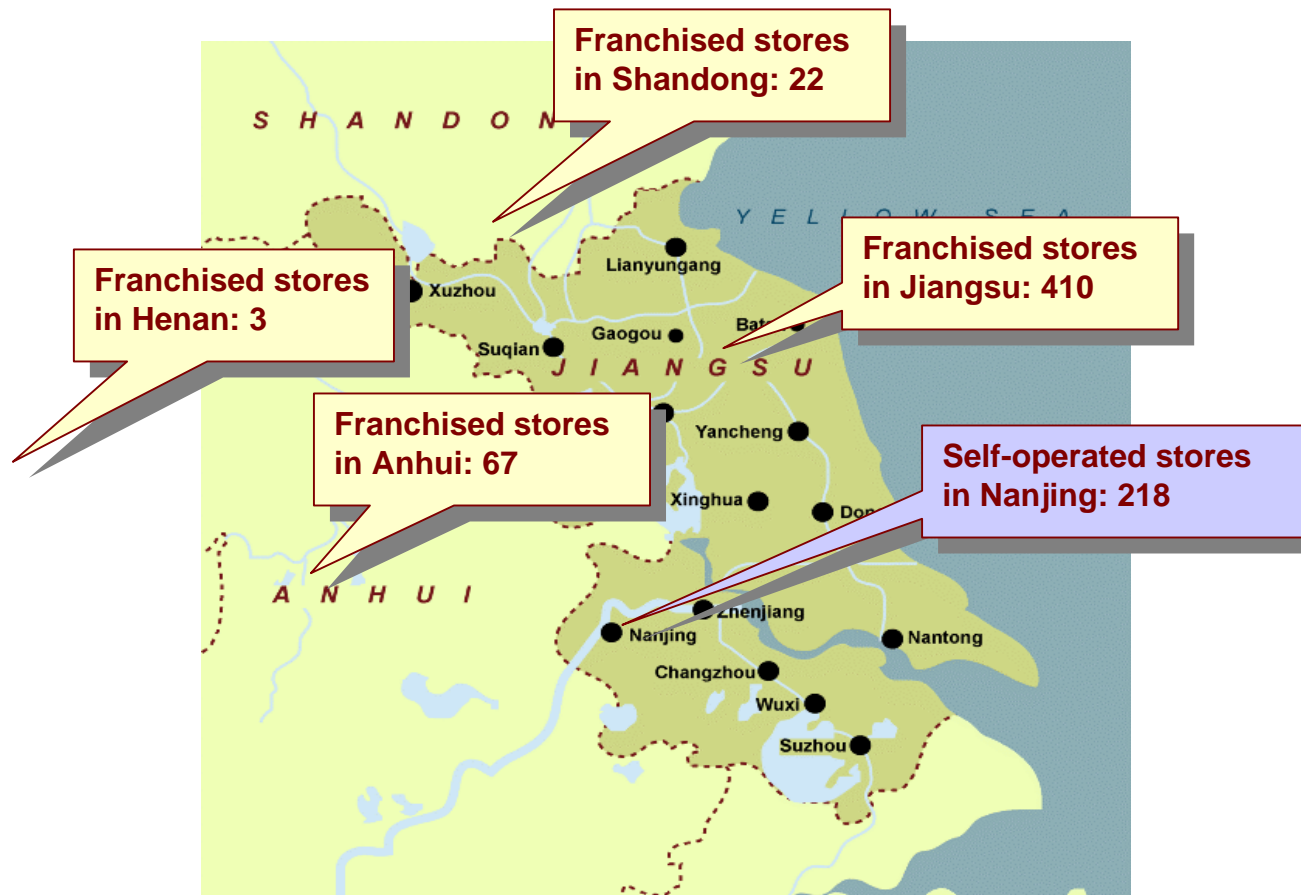 Franchised stores
in Shandong: 22
S H A N D O N
Y E L L O W S E A
Franchised stores
in Jiangsu: 410
Franchised stores
in Henan: 3
Lianyungang
Xuzhou
Gaogou
Suqian
J I A N G S U
Franchised stores
in Anhui: 67
Yancheng
Self-operated stores
in Nanjing: 218
Xinghua
A N H U I
Zhenjiang
Nanjing
Nantong
Changzhou
Wuxi
Suzhou